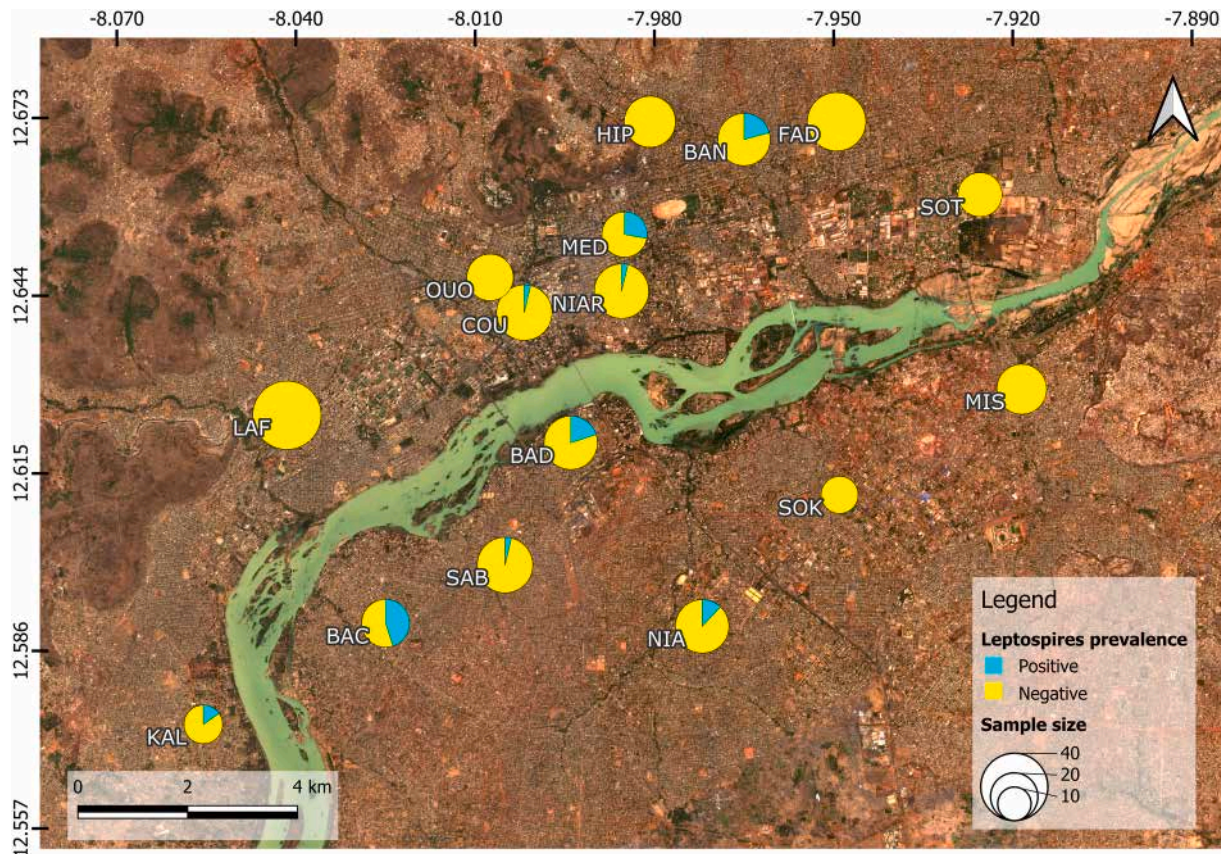 -8.070 -8.040 -8.010 -7.980 -7.950 -7.920 -7.890
12.673
12.644
12.615
12.586
12.557
HIP
BAN
FAD
SOT
MED
OUO
NIAR
COU
LAF
MIS
BAD
SOK
SAB
BAC
NIA
KAL
0 2 4 km
Legend
Leptospires prevalence
Positive
Negative
Sample size
40
20
10